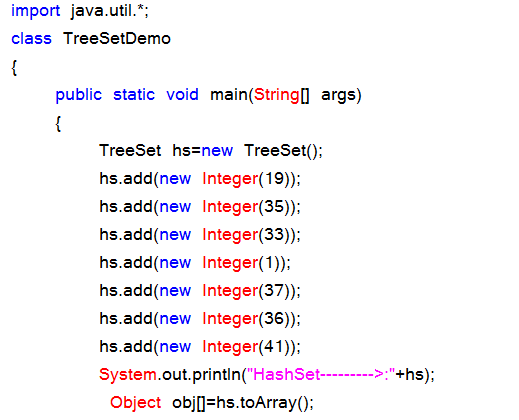 import java.util.*;
class TreeSetDemo
{
public static void main(String[] args)
{
TreeSet hs=new TreeSet();
hs.add(new Integer(19));
hs.add(new Integer(35));
hs.add(new Integer(33));
hs.add(new Integer(1));
hs.add(new Integer(37));
hs.add(new Integer(36));
hs.add(new Integer(41));
System.out.println("HashSet--------->:"+hs);
Object obj[]=hs.toArray();